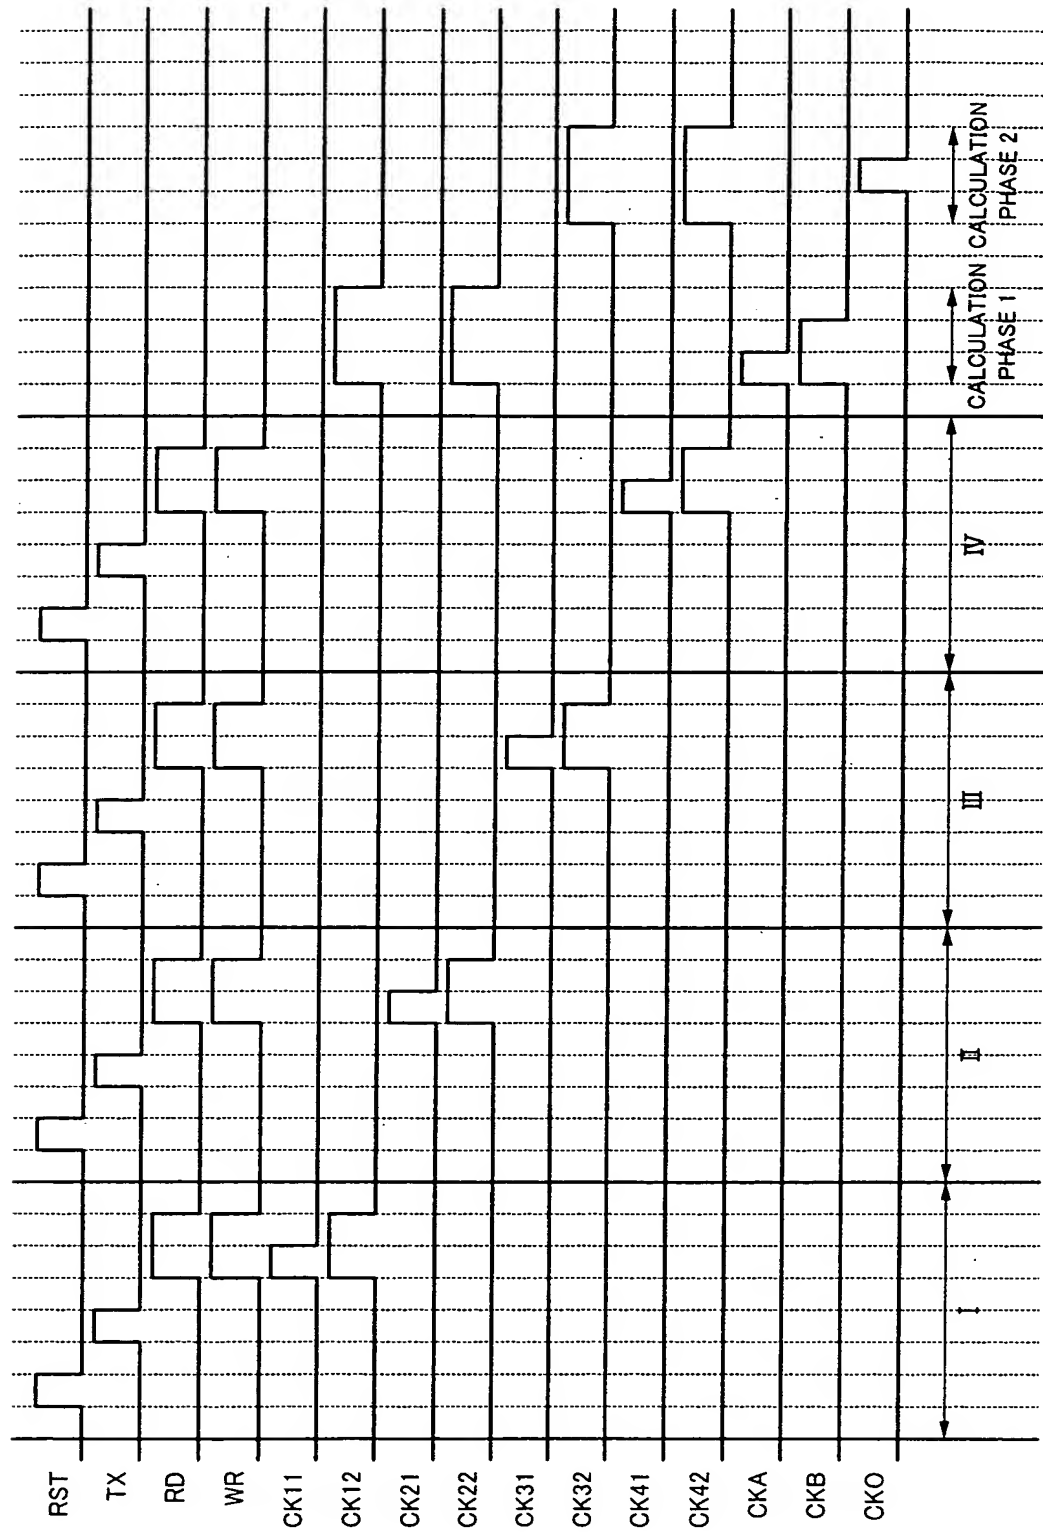 RST
TX
RD
WR
CK11
CK12
CK21
CK22
CK31
CK32
CK41
CK42
CKA
CKB
CKO
I
II
III
IV
CALCULATION
PHASE 1
CALCULATION
PHASE 2